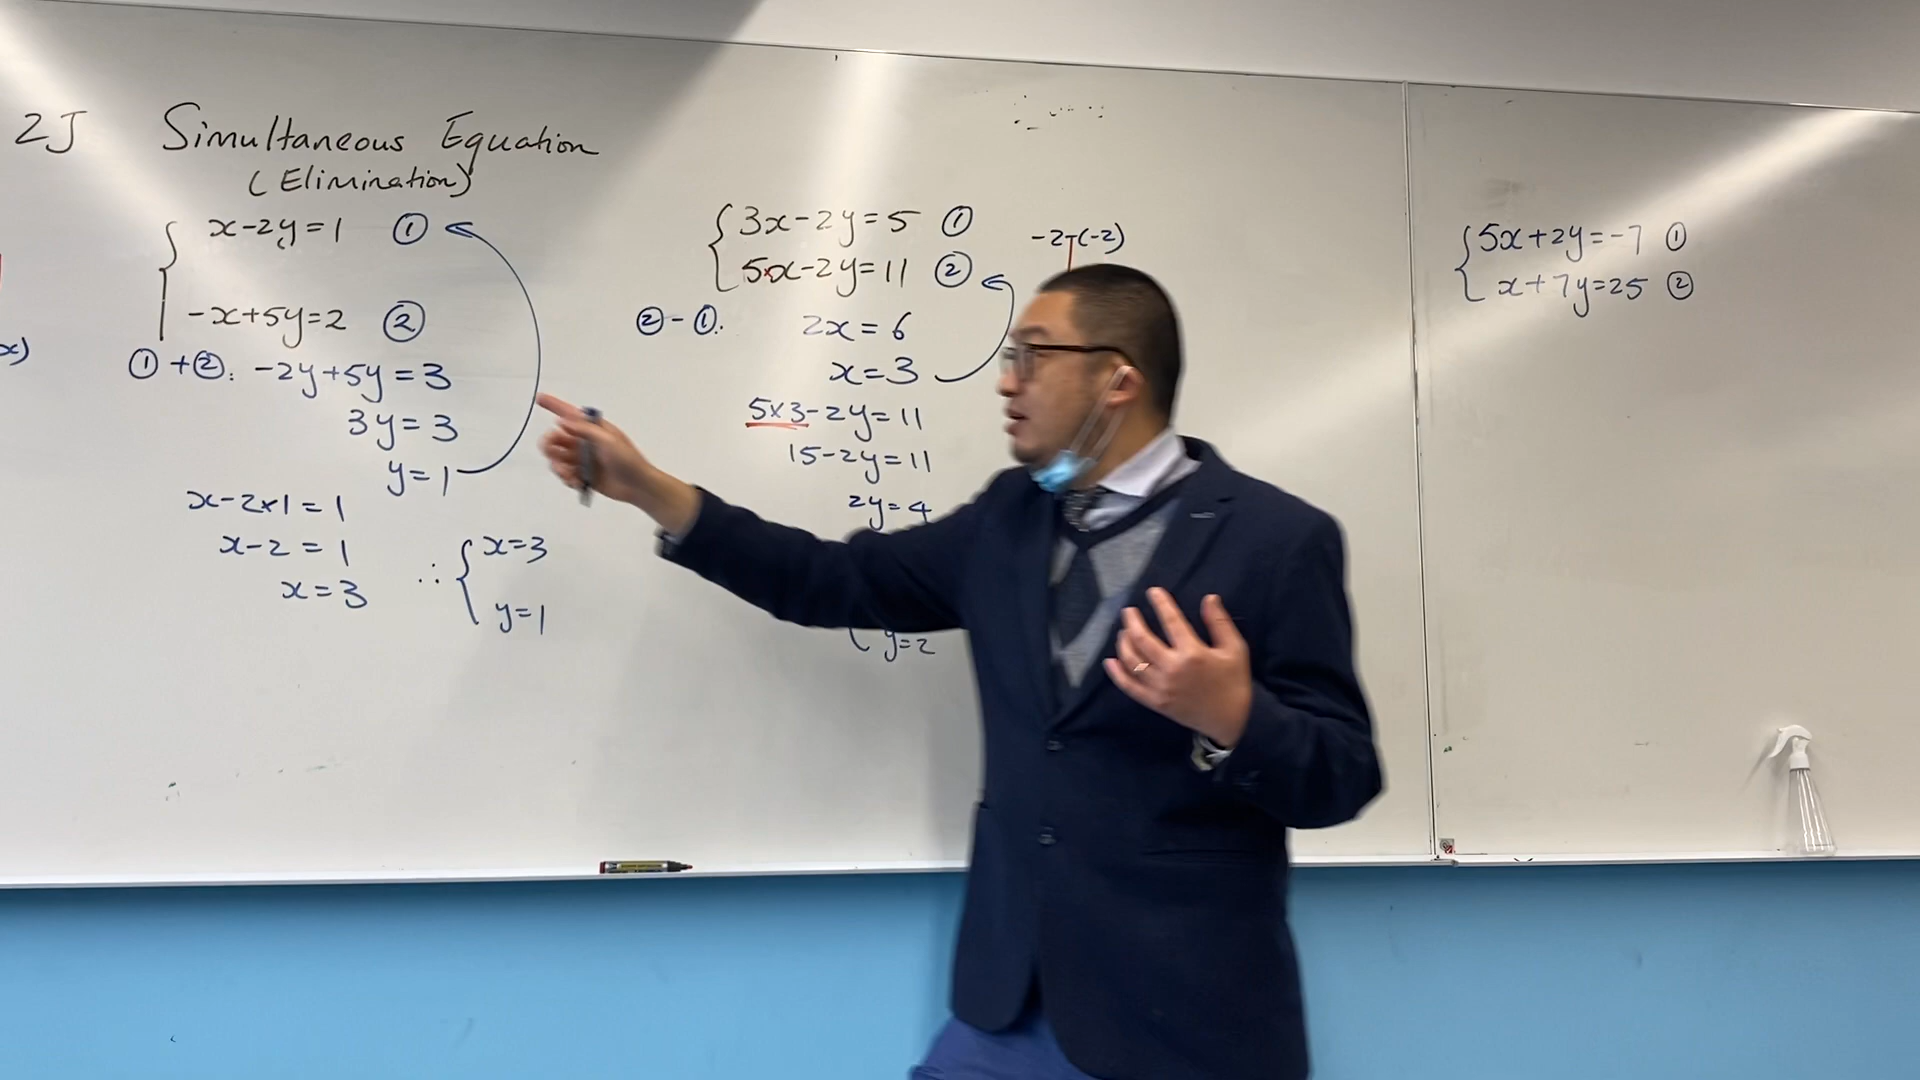 2J Simultaneous Equation
(Elimination)
x-2y=1 ①
-x+5y=2 ②
①+②: -2y+5y=3
3y=3
y=1
x-2×1=1
x-2=1
x=3
∴ { x=3
y=1
x)
3x-2y=5 ①
5x-2y=11 ②
-2-(-2)
②-①: 2x=6
x=3
5×3-2y=11
15-2y=11
2y=4
y=2
5x+2y=-7 ①
x+7y=25 ②